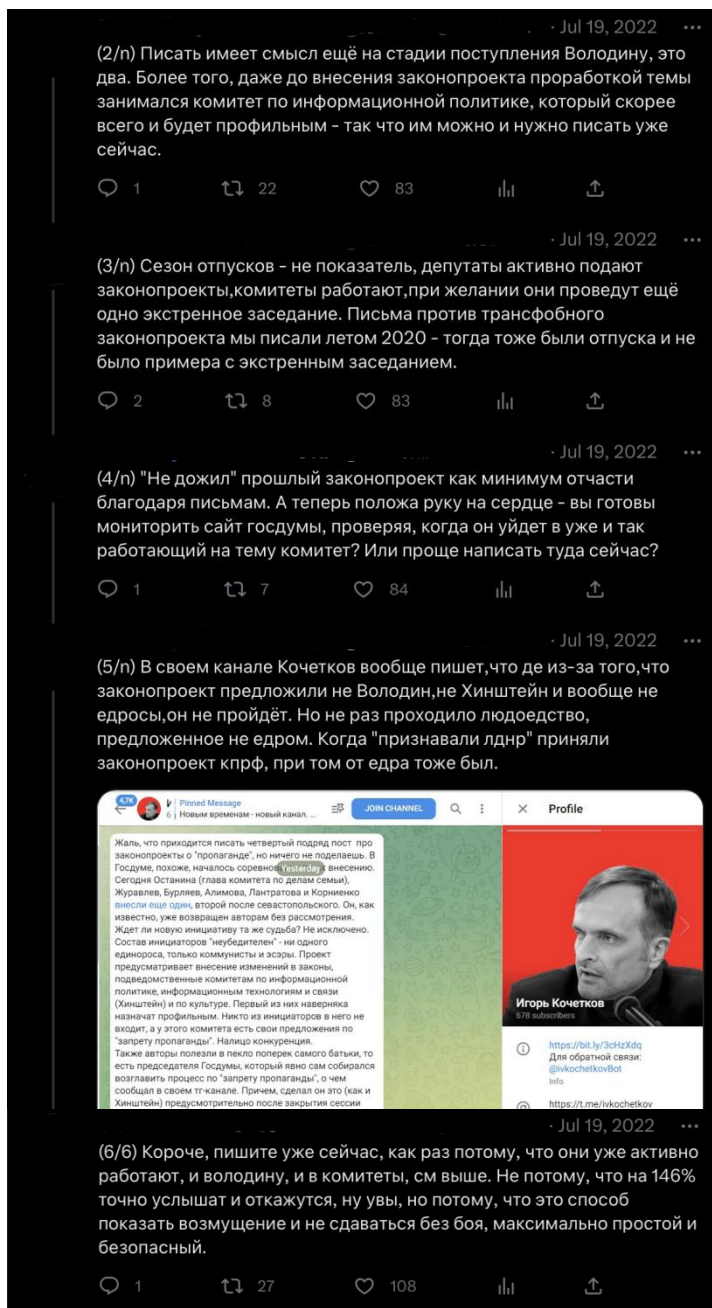 · Jul 19, 2022
(2/n) Писать имеет смысл ещё на стадии поступления Володину, это
два. Более того, даже до внесения законопроекта проработкой темы
занимался комитет по информационной политике, который скорее
всего и будет профильным - так что им можно и нужно писать уже
сейчас.
1 22 83
· Jul 19, 2022
(3/n) Сезон отпусков - не показатель, депутаты активно подают
законопроекты,комитеты работают,при желании они проведут ещё
одно экстренное заседание. Письма против трансфобного
законопроекта мы писали летом 2020 - тогда тоже были отпуска и не
было примера с экстренным заседанием.
2 8 83
· Jul 19, 2022
(4/n) "Не дожил" прошлый законопроект как минимум отчасти
благодаря письмам. А теперь положа руку на сердце - вы готовы
мониторить сайт госдумы, проверяя, когда он уйдет в уже и так
работающий на тему комитет? Или проще написать туда сейчас?
1 7 84
· Jul 19, 2022
(5/n) В своем канале Кочетков вообще пишет,что де из-за того,что
законопроект предложили не Володин,не Хинштейн и вообще не
едросы,он не пройдёт. Но не раз проходило людоедство,
предложенное не едром. Когда "признавали лднр" приняли
законопроект кпрф, при том от едра тоже был.
4,7K
Pinned Message
Новым временам - новый канал. ...
JOIN CHANNEL
Жаль, что приходится писать четвертый подряд пост про
законопроекты о "пропаганде", но ничего не поделаешь. В
Госдуме, похоже, началось соревнов Yesterday внесению.
Сегодня Останина (глава комитета по делам семьи),
Журавлев, Бурляев, Алимова, Лантратова и Корниенко
внесли еще один, второй после севастопольского. Он, как
известно, уже возвращен авторам без рассмотрения.
Ждет ли новую инициативу та же судьба? Не исключено.
Состав инициаторов "неубедителен" - ни одного
единороса, только коммунисты и эсэры. Проект
предусматривает внесение изменений в законы,
подведомственные комитетам по информационной
политике, информационным технологиям и связи
(Хинштейн) и по культуре. Первый из них наверняка
назначат профильным. Никто из инициаторов в него не
входит, а у этого комитета есть свои предложения по
"запрету пропаганды". Налицо конкуренция.
Также авторы полезли в пекло поперек самого батьки, то
есть председателя Госдумы, который явно сам собирался
возглавить процесс по "запрету пропаганды", о чем
сообщал в своем тг-канале. Причем, сделал он это (как и
Хинштейн) предусмотрительно после закрытия сессии
Profile
Игорь Кочетков
678 subscribers
https://bit.ly/3cHzXdq
Для обратной связи:
@ivkochetkovBot
Info
https://t.me/ivkochetkov
· Jul 19, 2022
(6/6) Короче, пишите уже сейчас, как раз потому, что они уже активно
работают, и володину, и в комитеты, см выше. Не потому, что на 146%
точно услышат и откажутся, ну увы, но потому, что это способ
показать возмущение и не сдаваться без боя, максимально простой и
безопасный.
1 27 108